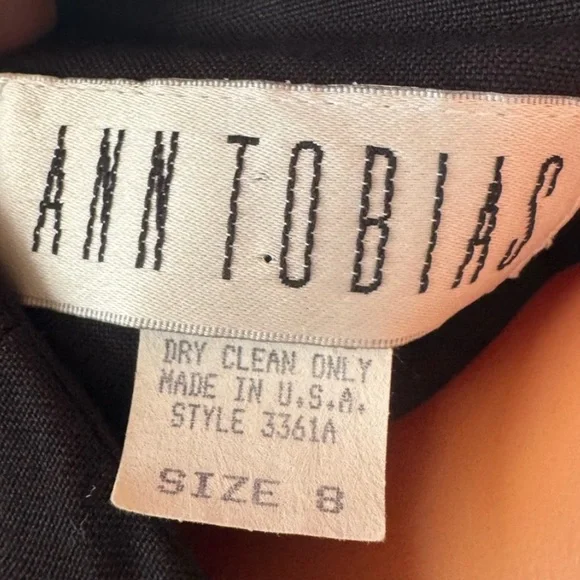 ANN TOBIAS
DRY CLEAN ONLY
MADE IN U.S.A.
STYLE 3361A
SIZE 8